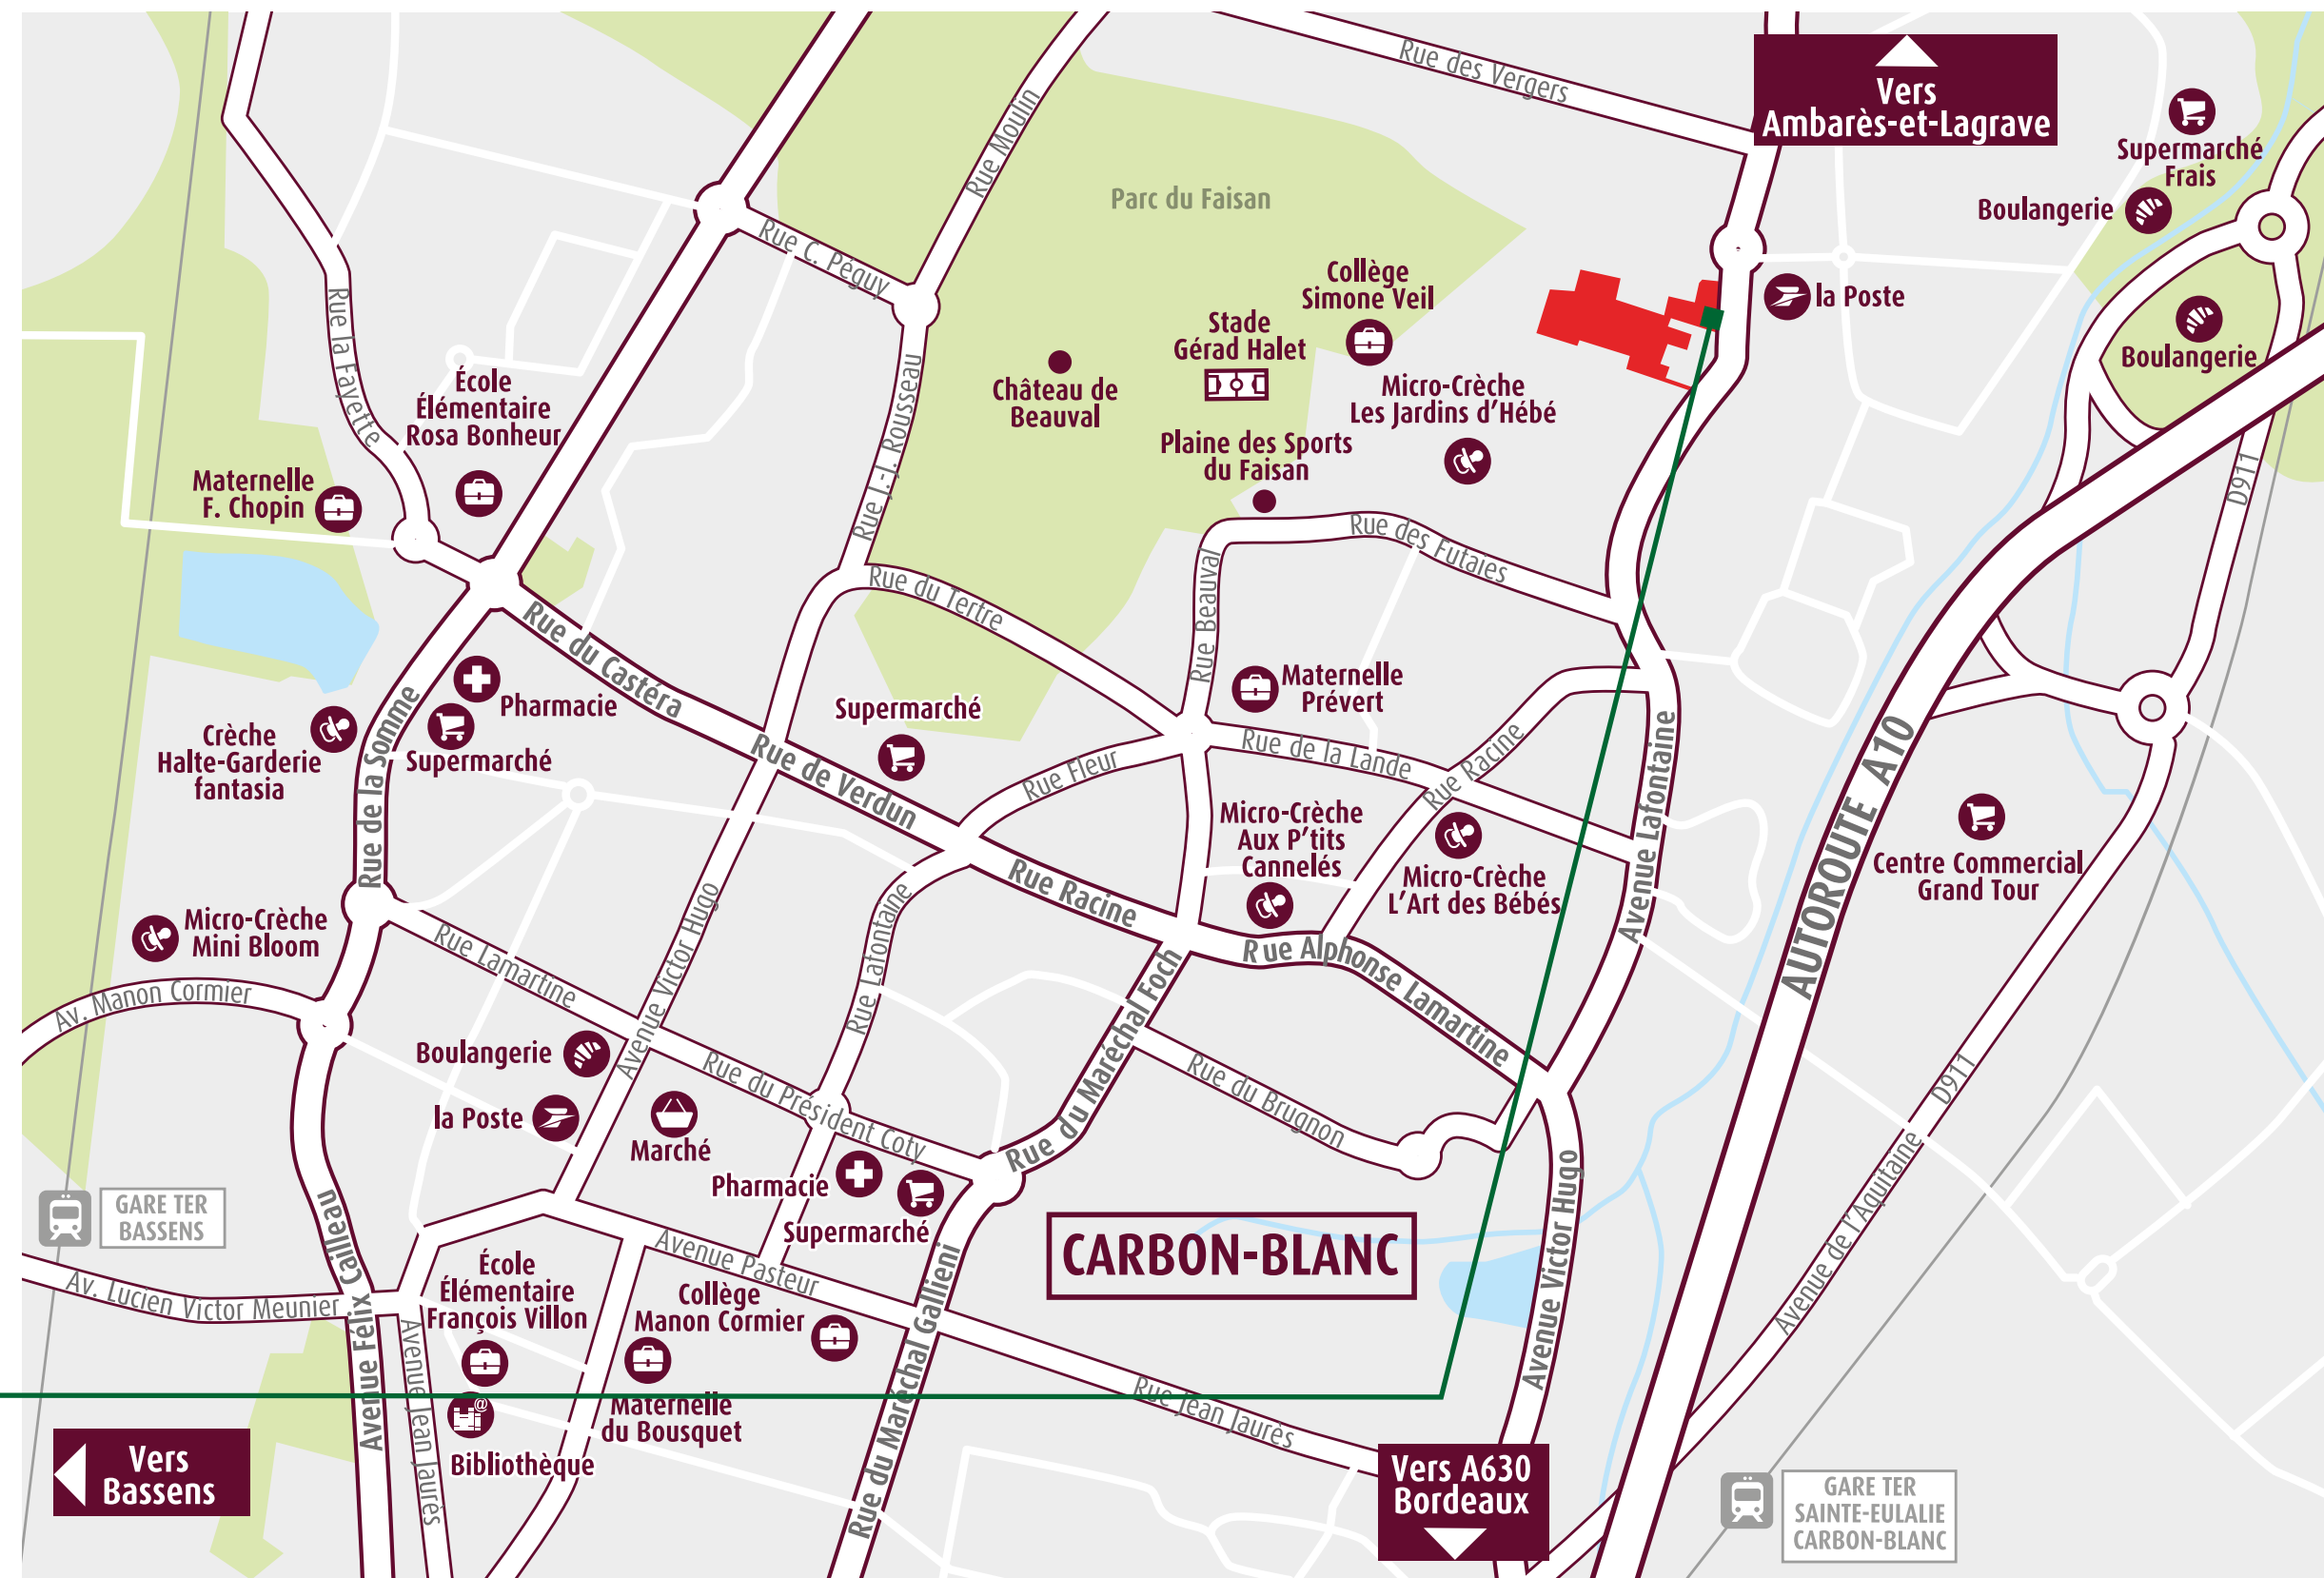 Rue des Vergers
Vers
Ambarès-et-Lagrave
Supermarché
Frais
Boulangerie
Rue Moulin
Parc du Faisan
Rue C. Péguy
Collège
Simone Veil
la Poste
Rue la Fayette
Stade
Gérad Halet
Boulangerie
École
Élémentaire
Rosa Bonheur
Château de
Beauval
Micro-Crèche
Les Jardins d'Hébé
Rue J.-J. Rousseau
Plaine des Sports
du Faisan
Maternelle
F. Chopin
D911
Rue des Futaies
Rue du Tertre
Rue Beauval
Rue du Castéra
Maternelle
Prévert
Pharmacie
Supermarché
Crèche
Halte-Garderie
fantasia
Supermarché
Rue de la Somme
Rue de Verdun
Rue Fleur
Rue de la Lande
Rue Racine
Avenue Lafontaine
AUTOROUTE A10
Micro-Crèche
Aux P'tits
Cannelés
Micro-Crèche
L'Art des Bébés
Centre Commercial
Grand Tour
Rue Racine
Micro-Crèche
Mini Bloom
Rue Lamartine
Avenue Victor Hugo
Rue Lafontaine
Rue Alphonse Lamartine
Av. Manon Cormier
Rue du Maréchal Foch
Boulangerie
Rue du Président Coty
Rue du Brugnon
D911
la Poste
Marché
Pharmacie
Supermarché
GARE TER
BASSENS
Avenue Félix Cailleau
CARBON-BLANC
Avenue Victor Hugo
Avenue de l'Aquitaine
Avenue Pasteur
Av. Lucien Victor Meunier
École
Élémentaire
François Villon
Collège
Manon Cormier
Rue du Maréchal Gallieni
Avenue Jean Jaurés
@
Maternelle
du Bousquet
Rue Jean Jaurès
Bibliothèque
Vers
Bassens
Vers A630
Bordeaux
GARE TER
SAINTE-EULALIE
CARBON-BLANC